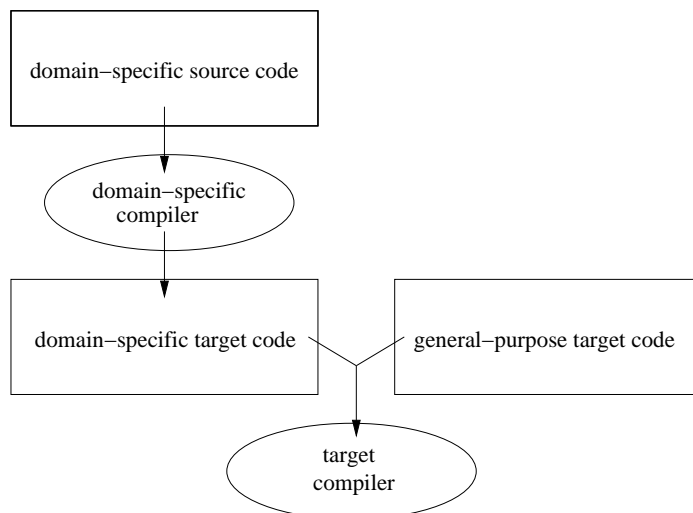 domain−specific source code
domain−specific
compiler
domain−specific target code
general−purpose target code
target
compiler